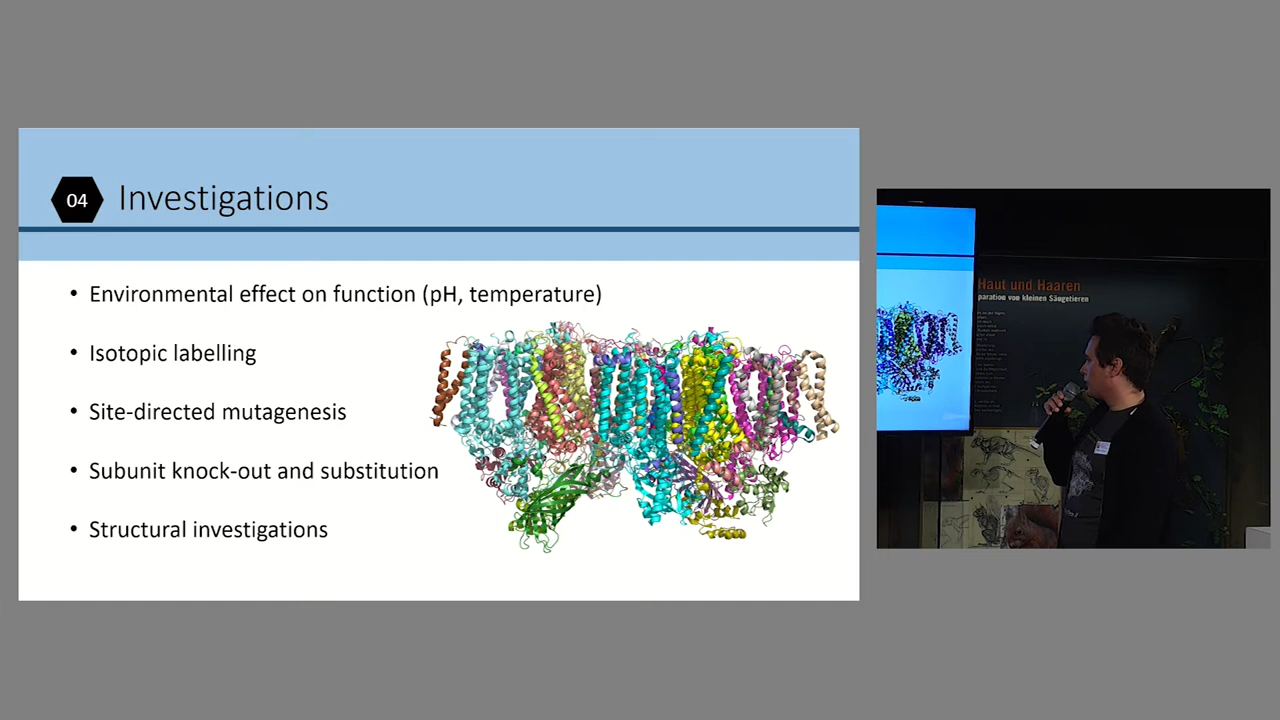 04
Investigations
• Environmental effect on function (pH, temperature)
• Isotopic labelling
• Site-directed mutagenesis
• Subunit knock-out and substitution
• Structural investigations
Haut und Haaren
paration von kleinen Säugetieren